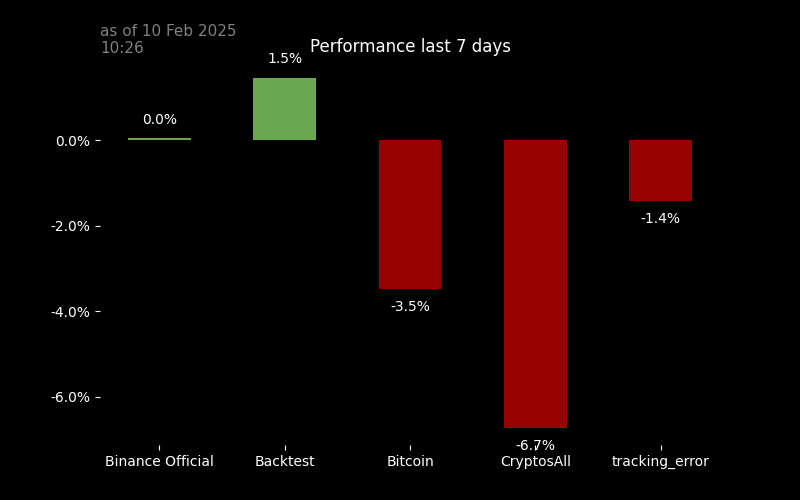 as of 10 Feb 2025
10:26
Performance last 7 days
1.5%
0.0%
0.0%
-2.0%
-1.4%
-4.0%
-3.5%
-6.0%
-6.7%
Binance Official
Backtest
Bitcoin
CryptosAll
tracking_error